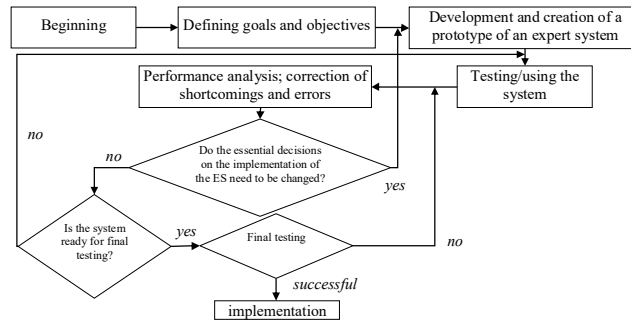 Beginning
Defining goals and objectives
Development and creation of a
prototype of an expert system
Performance analysis; correction of
shortcomings and errors
Testing/using the
system
no
no
Do the essential decisions
on the implementation of
the ES need to be changed?
yes
Is the system
ready for final
testing?
yes
Final testing
no
successful
implementation